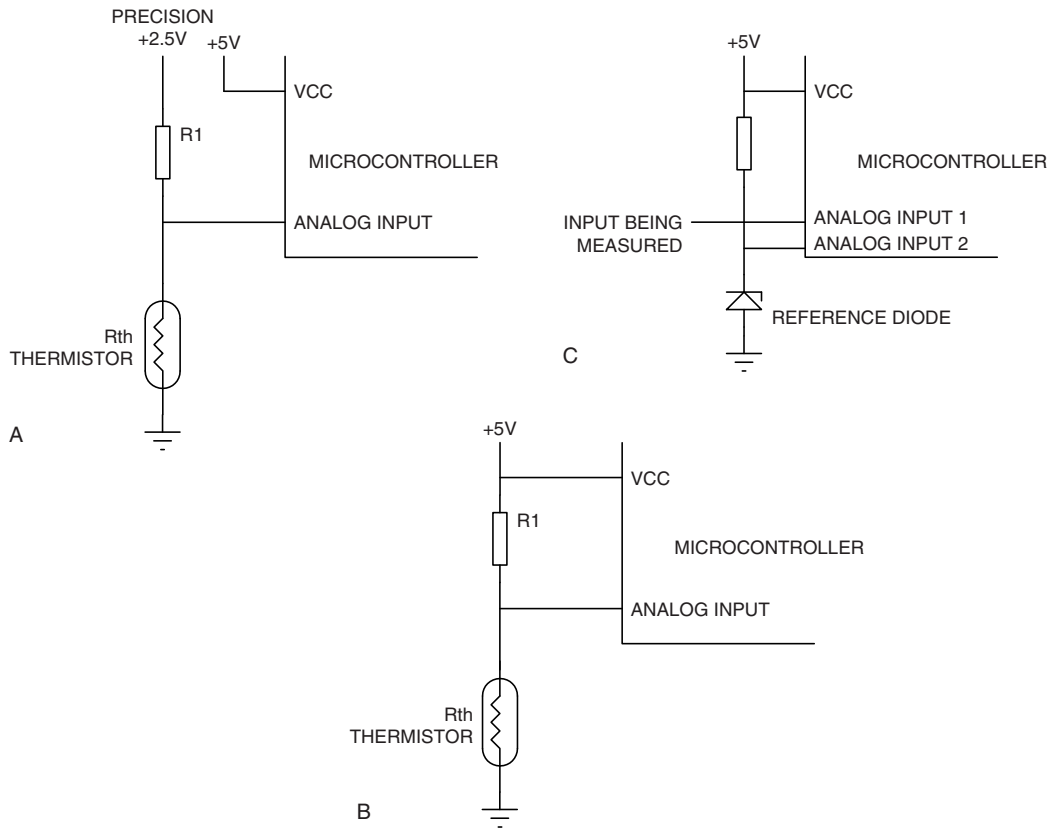 PRECISION
+2.5V
+5V
VCC
R1
MICROCONTROLLER
ANALOG INPUT
Rth
THERMISTOR
A
+5V
VCC
MICROCONTROLLER
INPUT BEING
MEASURED
ANALOG INPUT 1
ANALOG INPUT 2
REFERENCE DIODE
C
+5V
VCC
R1
MICROCONTROLLER
ANALOG INPUT
Rth
THERMISTOR
B